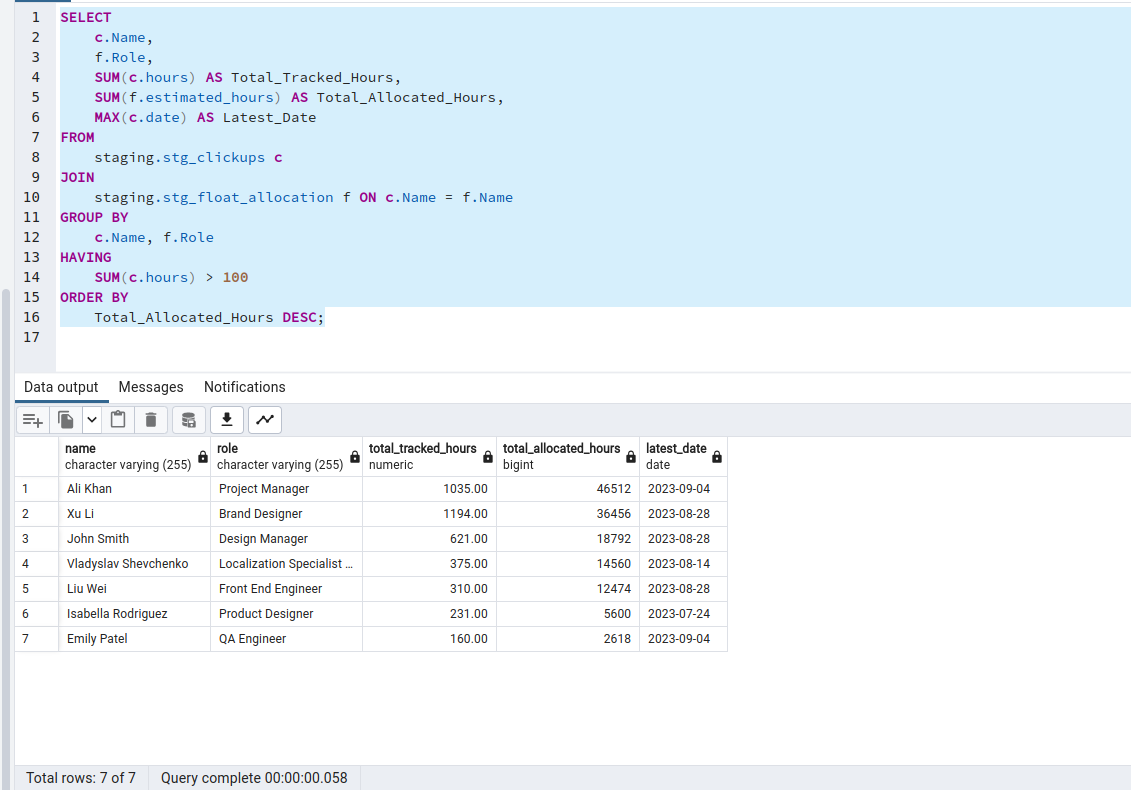 1 SELECT
2 c.Name,
3 f.Role,
4 SUM(c.hours) AS Total_Tracked_Hours,
5 SUM(f.estimated_hours) AS Total_Allocated_Hours,
6 MAX(c.date) AS Latest_Date
7 FROM
8 staging.stg_clickups c
9 JOIN
10 staging.stg_float_allocation f ON c.Name = f.Name
11 GROUP BY
12 c.Name, f.Role
13 HAVING
14 SUM(c.hours) > 100
15 ORDER BY
16 Total_Allocated_Hours DESC;
17
Data output Messages Notifications
name role total_tracked_hours total_allocated_hours latest_date
character varying (255) character varying (255) numeric bigint date
1 Ali Khan Project Manager 1035.00 46512 2023-09-04
2 Xu Li Brand Designer 1194.00 36456 2023-08-28
3 John Smith Design Manager 621.00 18792 2023-08-28
4 Vladyslav Shevchenko Localization Specialist ... 375.00 14560 2023-08-14
5 Liu Wei Front End Engineer 310.00 12474 2023-08-28
6 Isabella Rodriguez Product Designer 231.00 5600 2023-07-24
7 Emily Patel QA Engineer 160.00 2618 2023-09-04
Total rows: 7 of 7 Query complete 00:00:00.058